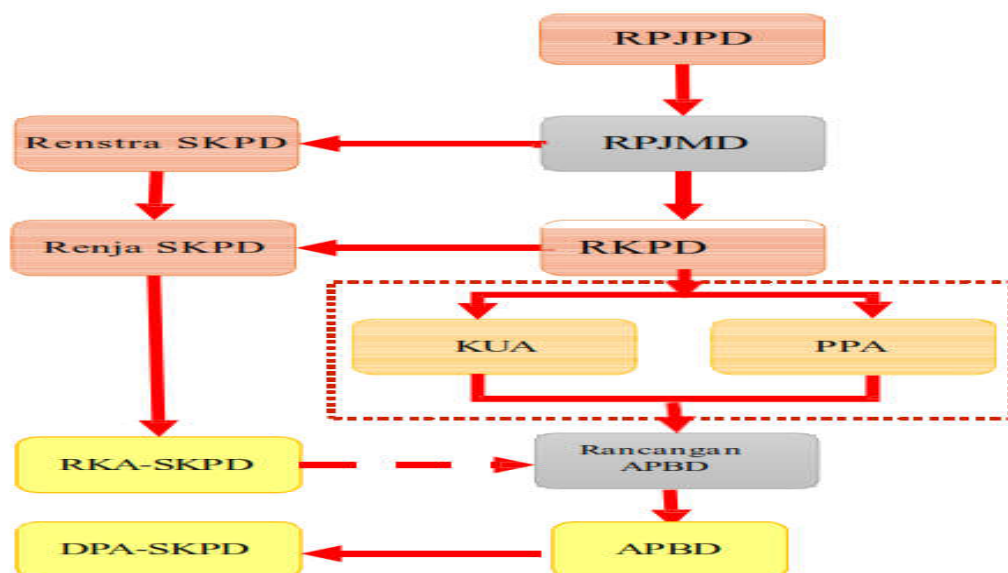 RPJPD
Renstra SKPD
RPJMD
Renja SKPD
RKPD
KUA
PPA
RKA-SKPD
Rancangan
APBD
DPA-SKPD
APBD